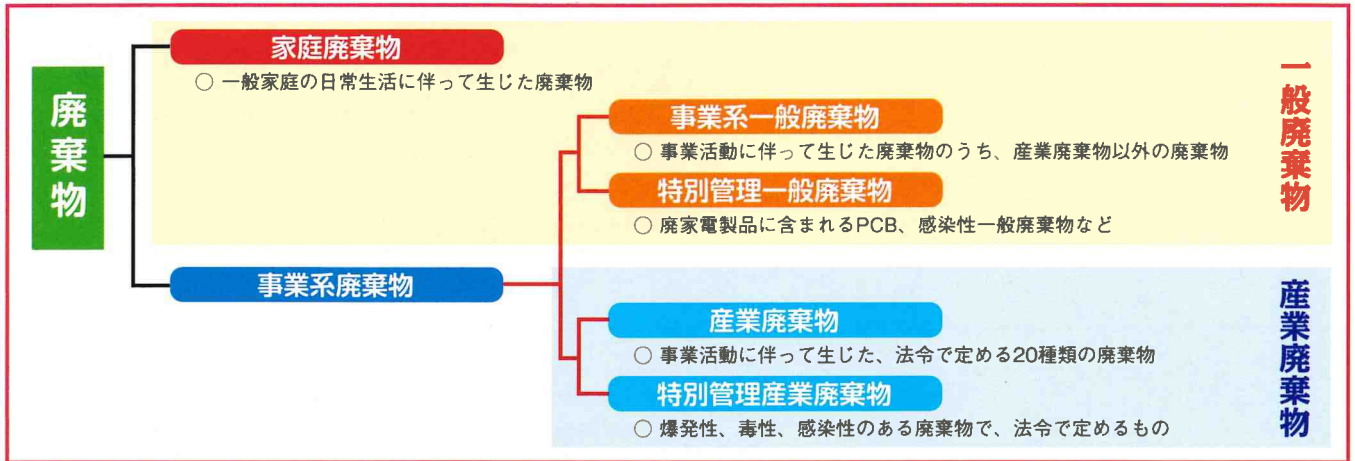 廃棄物
家庭廃棄物
○ 一般家庭の日常生活に伴って生じた廃棄物
事業系一般廃棄物
○ 事業活動に伴って生じた廃棄物のうち、産業廃棄物以外の廃棄物
特別管理一般廃棄物
○ 廃家電製品に含まれるPCB、感染性一般廃棄物など
一般廃棄物
事業系廃棄物
産業廃棄物
○ 事業活動に伴って生じた、法令で定める20種類の廃棄物
特別管理産業廃棄物
○ 爆発性、毒性、感染性のある廃棄物で、法令で定めるもの
産業廃棄物